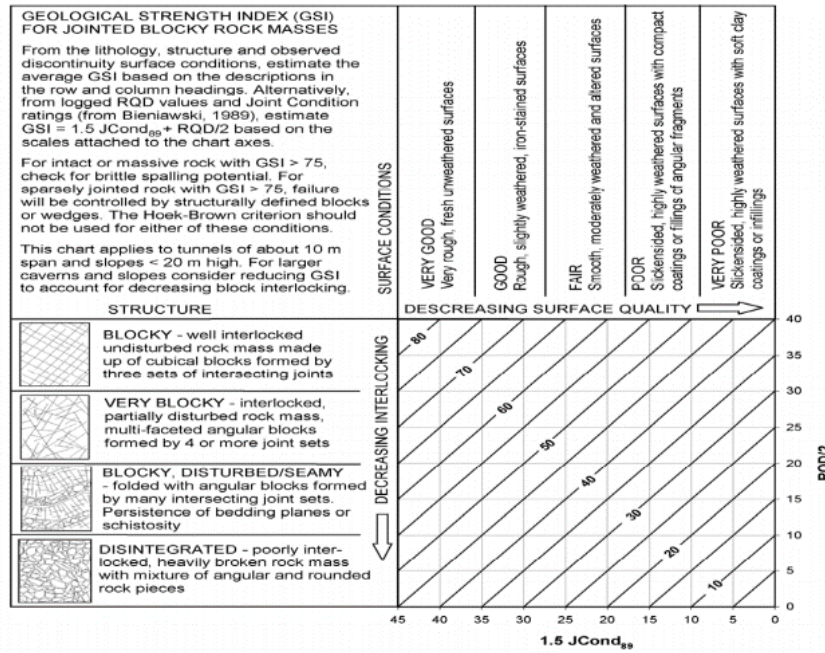 GEOLOGICAL STRENGTH INDEX (GSI)
FOR JOINTED BLOCKY ROCK MASSES
From the lithology, structure and observed
discontinuity surface conditions, estimate the
average GSI based on the descriptions in
the row and column headings. Alternatively,
from logged RQD values and Joint Condition
ratings (from Bieniawski, 1989), estimate
GSI = 1.5 JCond89 + RQD/2 based on the
scales attached to the chart axes.
For intact or massive rock with GSI > 75,
check for brittle spalling potential. For
sparsely jointed rock with GSI > 75, failure
will be controlled by structurally defined blocks
or wedges. The Hoek-Brown criterion should
not be used for either of these conditions.
This chart applies to tunnels of about 10 m
span and slopes < 20 m high. For larger
caverns and slopes consider reducing GSI
to account for decreasing block interlocking.
SURFACE CONDITIONS
VERY GOOD
Very rough, fresh unweathered surfaces
GOOD
Rough, slightly weathered, iron-stained surfaces
FAIR
Smooth, moderately weathered and altered surfaces
POOR
Slickensided, highly weathered surfaces with compact
coatings or fillings of angular fragments
VERY POOR
Slickensided, highly weathered surfaces with soft clay
coatings or infillings
STRUCTURE
DESCREASING SURFACE QUALITY
BLOCKY - well interlocked
undisturbed rock mass made
up of cubical blocks formed by
three sets of intersecting joints
VERY BLOCKY - interlocked,
partially disturbed rock mass,
multi-faceted angular blocks
formed by 4 or more joint sets
BLOCKY, DISTURBED/SEAMY
- folded with angular blocks formed
by many intersecting joint sets.
Persistence of bedding planes or
schistosity
DISINTEGRATED - poorly inter-
locked, heavily broken rock mass
with mixture of angular and rounded
rock pieces
DECREASING INTERLOCKING
80
70
60
50
40
30
20
10
40
35
30
25
20
15
10
5
0
RQD/2
45 40 35 30 25 20 15 10 5 0
1.5 JCond89